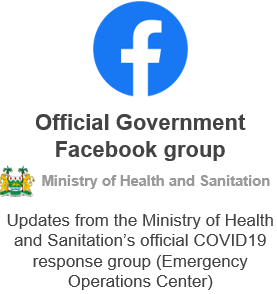 Official Government
Facebook group
Ministry of Health and Sanitation
Updates from the Ministry of Health
and Sanitation's official COVID19
response group (Emergency
Operations Center)